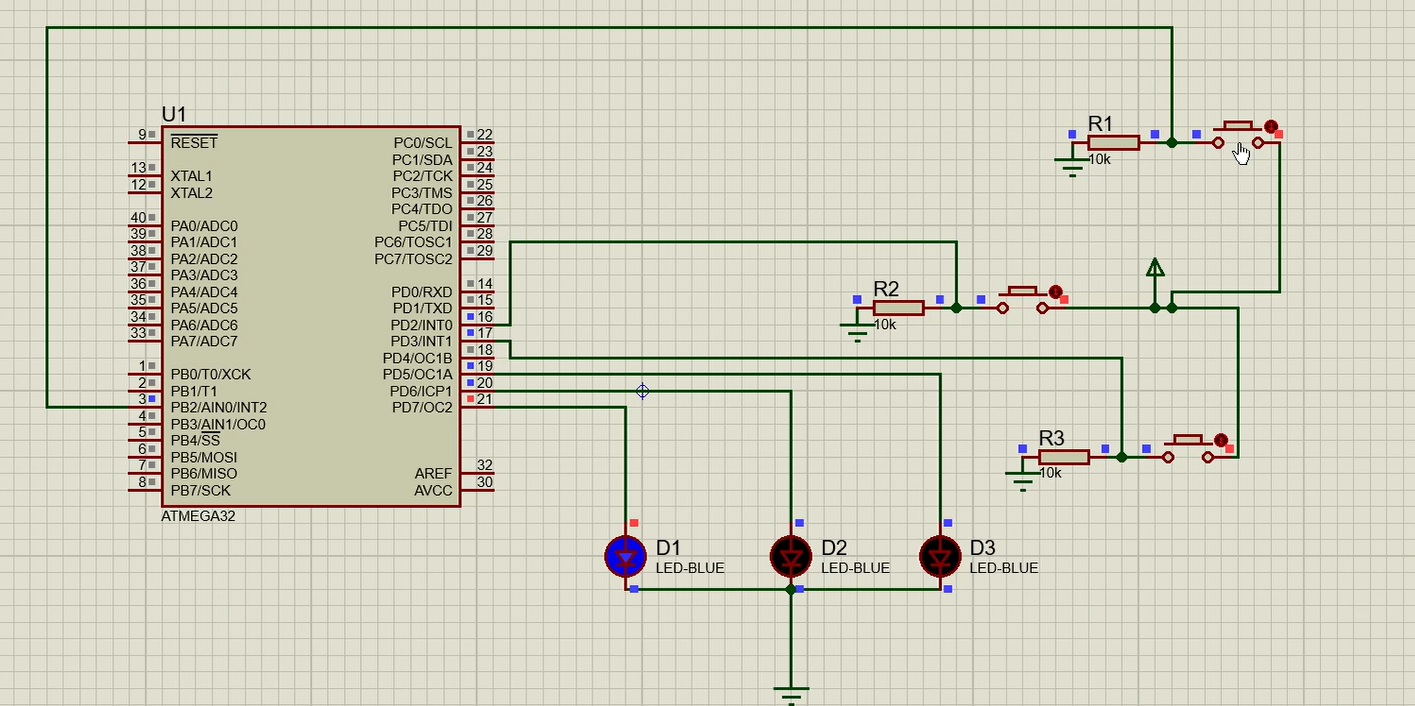 U1
9 RESET
13 XTAL1
12 XTAL2
40 PA0/ADC0
39 PA1/ADC1
38 PA2/ADC2
37 PA3/ADC3
36 PA4/ADC4
35 PA5/ADC5
34 PA6/ADC6
33 PA7/ADC7
1 PB0/T0/XCK
2 PB1/T1
3 PB2/AIN0/INT2
4 PB3/AIN1/OC0
5 PB4/SS
6 PB5/MOSI
7 PB6/MISO
8 PB7/SCK
PC0/SCL 22
PC1/SDA 23
PC2/TCK 24
PC3/TMS 25
PC4/TDO 26
PC5/TDI 27
PC6/TOSC1 28
PC7/TOSC2 29
PD0/RXD 14
PD1/TXD 15
PD2/INT0 16
PD3/INT1 17
PD4/OC1B 18
PD5/OC1A 19
PD6/ICP1 20
PD7/OC2 21
AREF 32
AVCC 30
ATMEGA32
R1
10k
R2
10k
R3
10k
D1
LED-BLUE
D2
LED-BLUE
D3
LED-BLUE